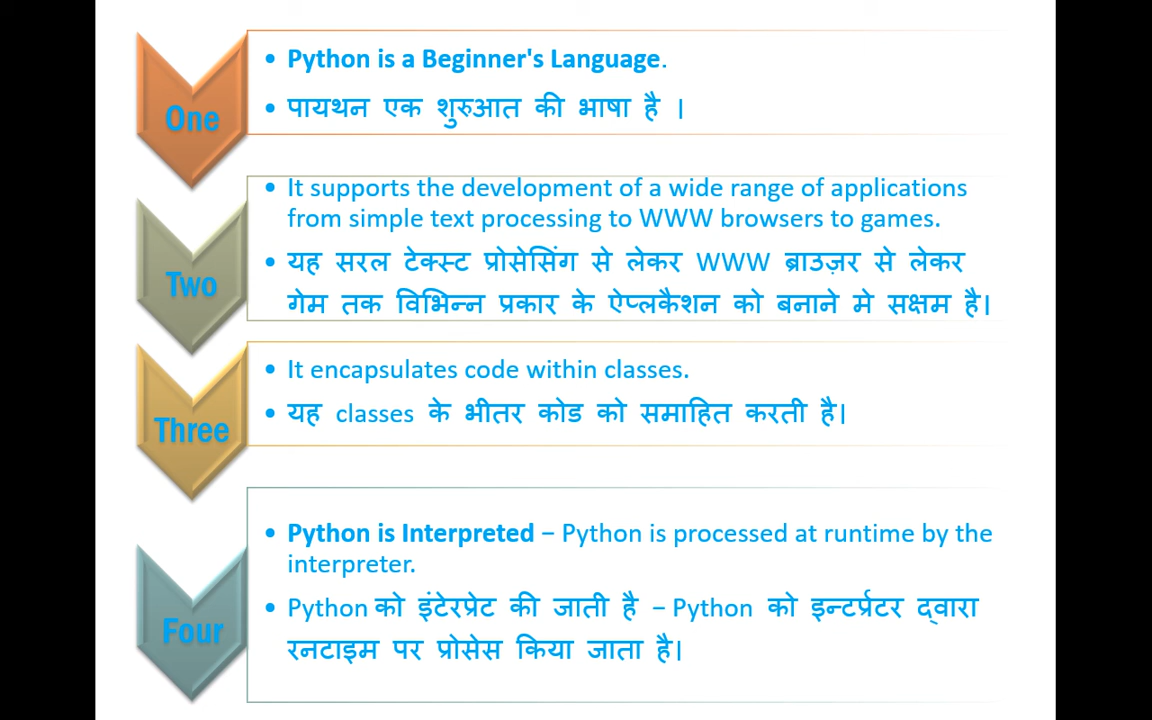 One
Python is a Beginner's Language.
पायथन एक शुरुआत की भाषा है ।
Two
It supports the development of a wide range of applications
from simple text processing to WWW browsers to games.
यह सरल टेक्स्ट प्रोसेसिंग से लेकर WWW ब्राउज़र से लेकर
गेम तक विभिन्न प्रकार के ऐप्लकैशन को बनाने मे सक्षम है।
Three
It encapsulates code within classes.
यह classes के भीतर कोड को समाहित करती है।
Four
Python is Interpreted − Python is processed at runtime by the
interpreter.
Python को इंटेरप्रेट की जाती है − Python को इन्टर्प्रेटर द्वारा
रनटाइम पर प्रोसेस किया जाता है।